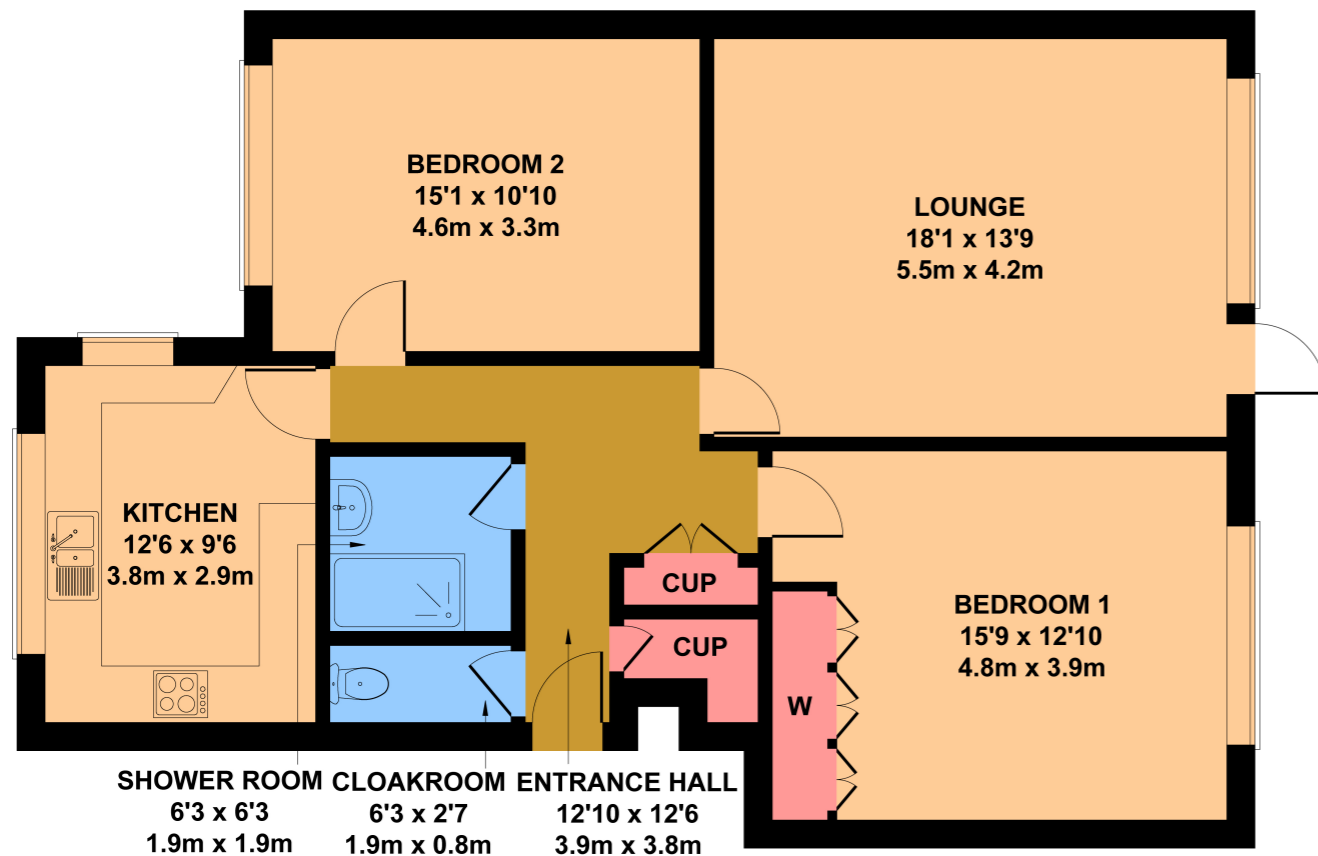 BEDROOM 2
15'1 x 10'10
4.6m x 3.3m
LOUNGE
18'1 x 13'9
5.5m x 4.2m
KITCHEN
12'6 x 9'6
3.8m x 2.9m
CUP
CUP
W
BEDROOM 1
15'9 x 12'10
4.8m x 3.9m
SHOWER ROOM
6'3 x 6'3
1.9m x 1.9m
CLOAKROOM
6'3 x 2'7
1.9m x 0.8m
ENTRANCE HALL
12'10 x 12'6
3.9m x 3.8m